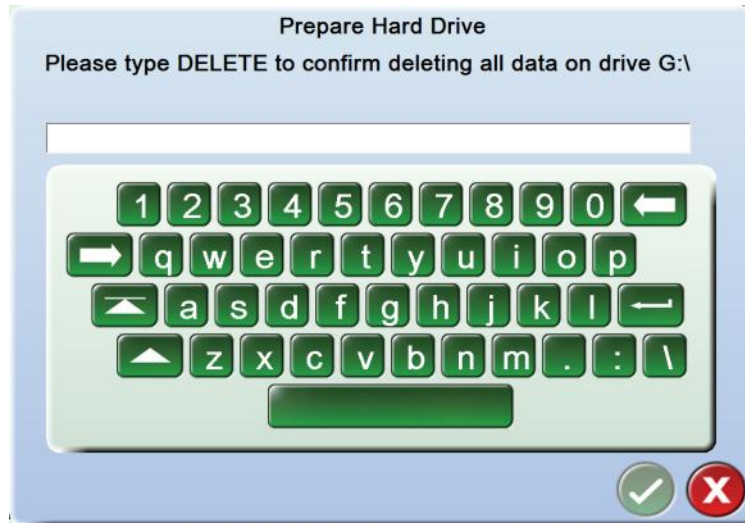 Prepare Hard Drive
Please type DELETE to confirm deleting all data on drive G:\
1 2 3 4 5 6 7 8 9 0
q w e r t y u i o p
a s d f g h j k l
z x c v b n m . : \